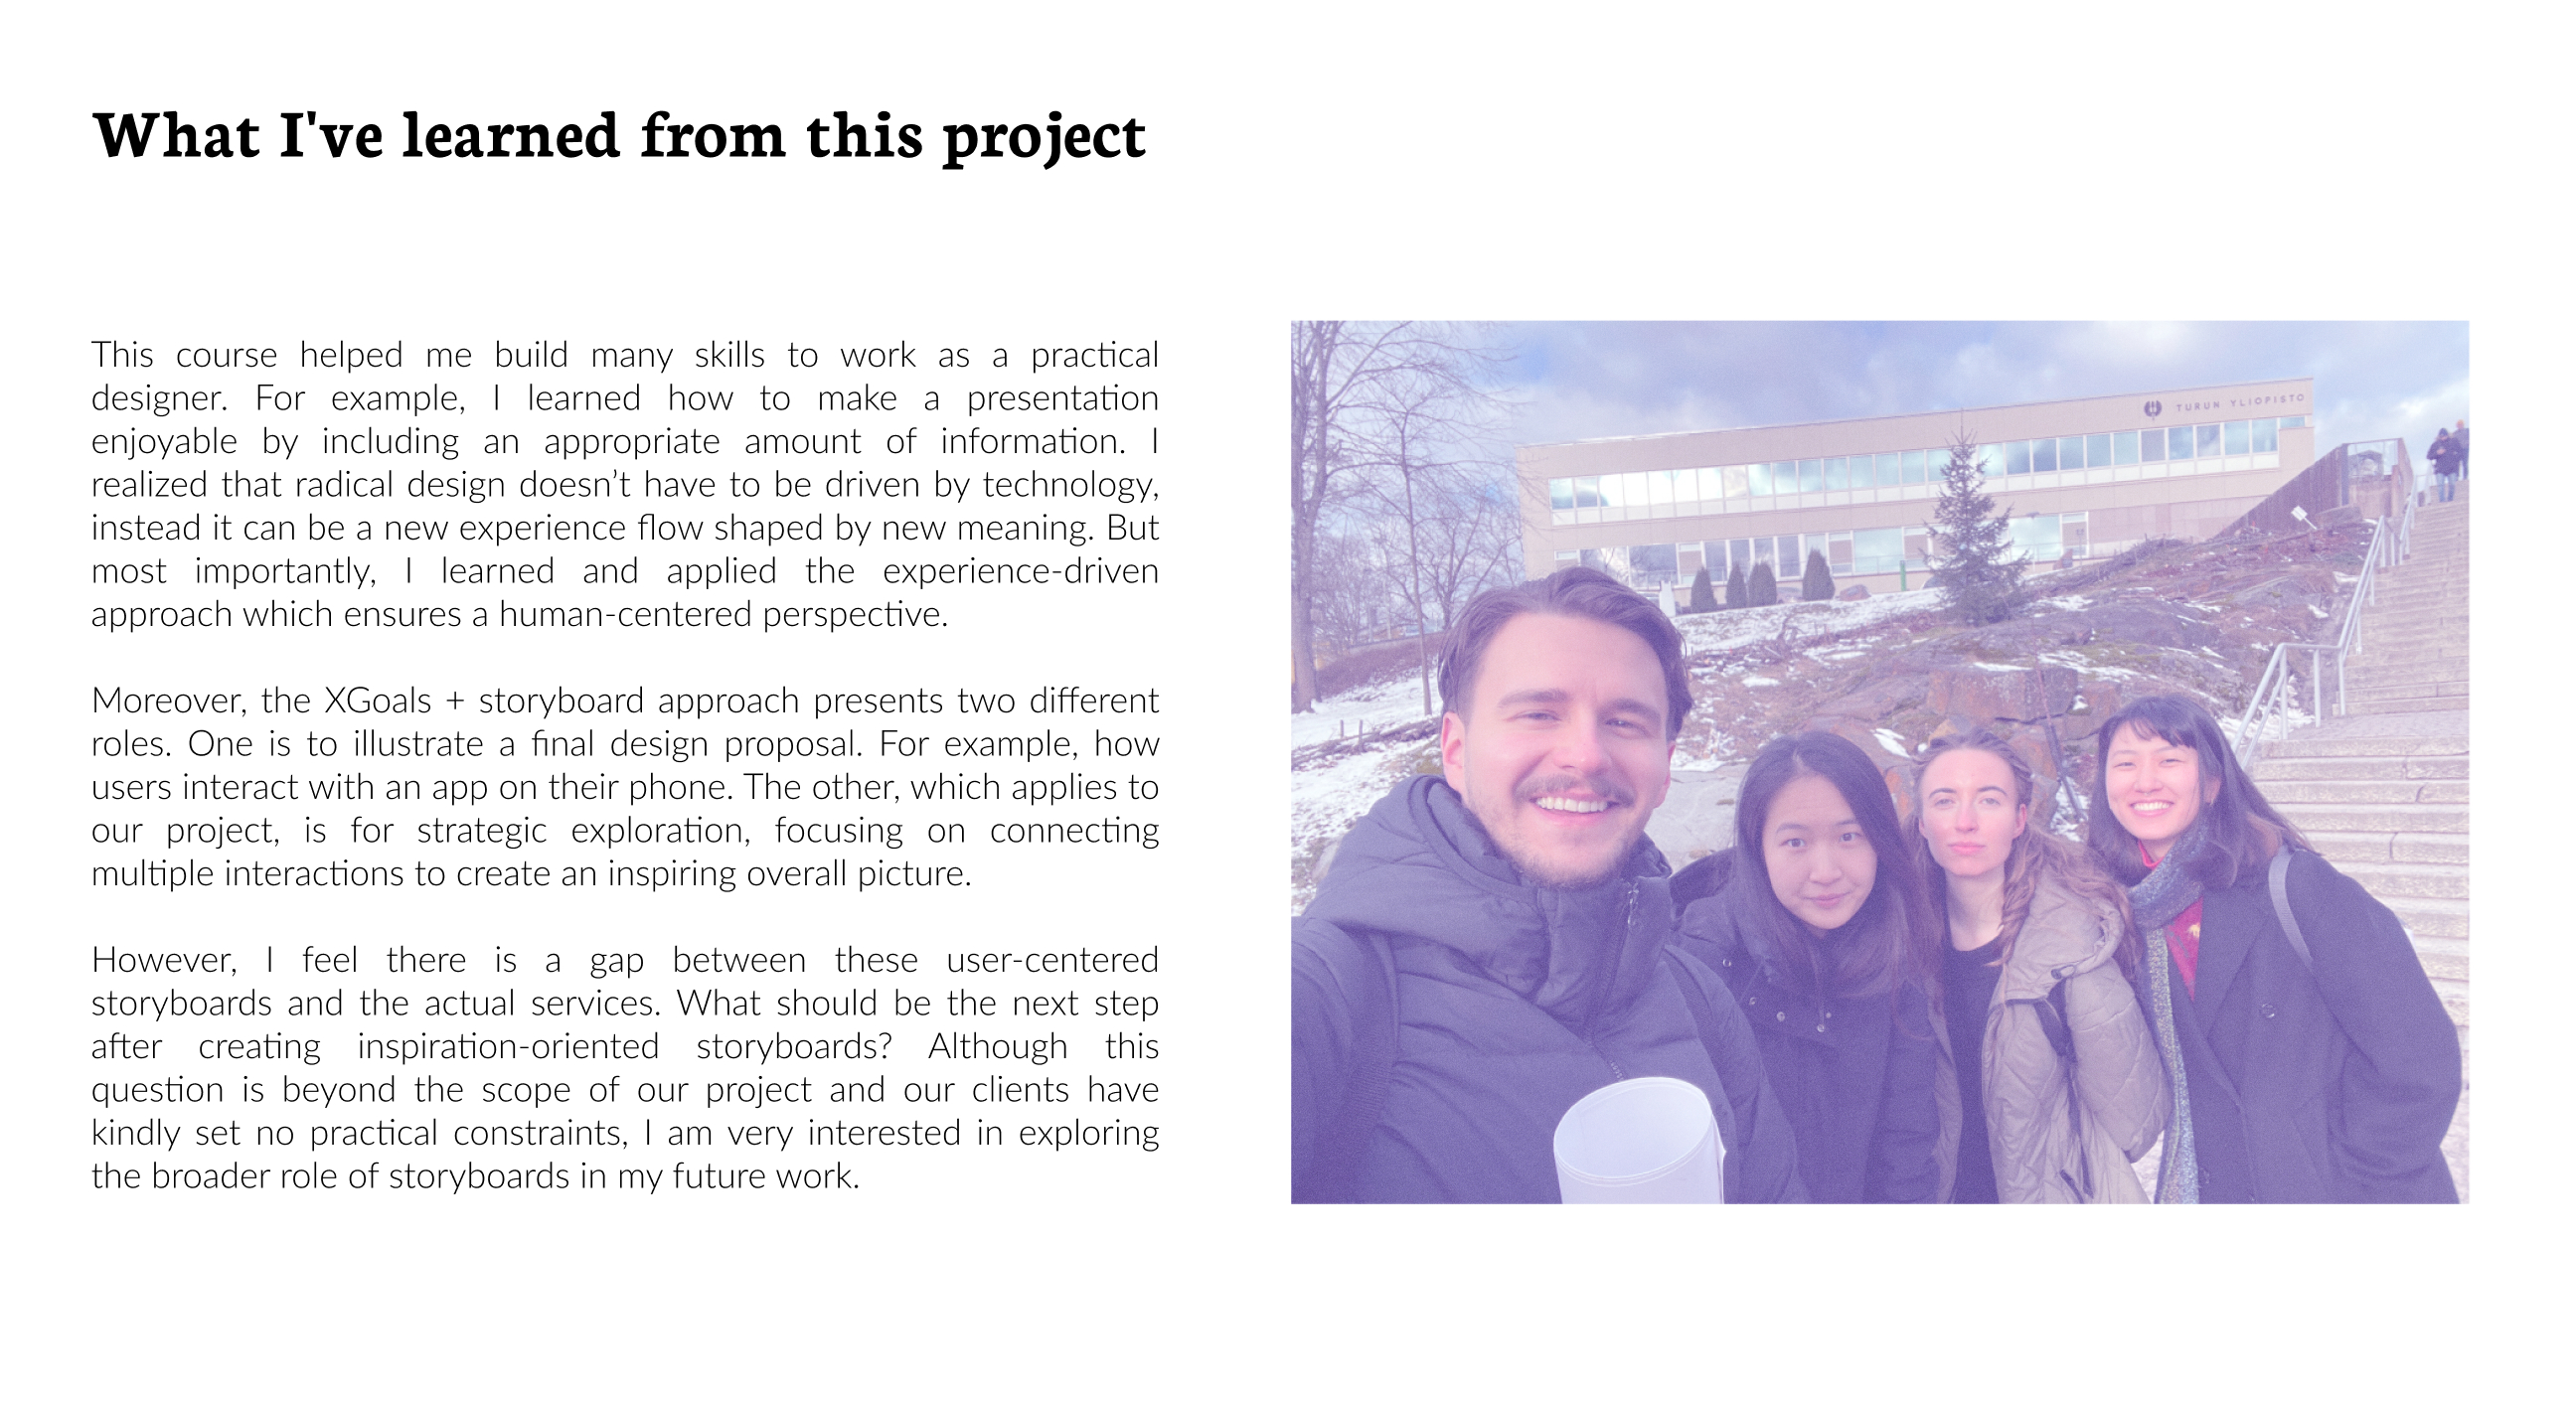 What I've learned from this project
This course helped me build many skills to work as a practical
designer. For example, I learned how to make a presentation
enjoyable by including an appropriate amount of information. I
realized that radical design doesn’t have to be driven by technology,
instead it can be a new experience flow shaped by new meaning. But
most importantly, I learned and applied the experience-driven
approach which ensures a human-centered perspective.
Moreover, the XGoals + storyboard approach presents two different
roles. One is to illustrate a final design proposal. For example, how
users interact with an app on their phone. The other, which applies to
our project, is for strategic exploration, focusing on connecting
multiple interactions to create an inspiring overall picture.
However, I feel there is a gap between these user-centered
storyboards and the actual services. What should be the next step
after creating inspiration-oriented storyboards? Although this
question is beyond the scope of our project and our clients have
kindly set no practical constraints, I am very interested in exploring
the broader role of storyboards in my future work.
TURUN YLIOPISTO